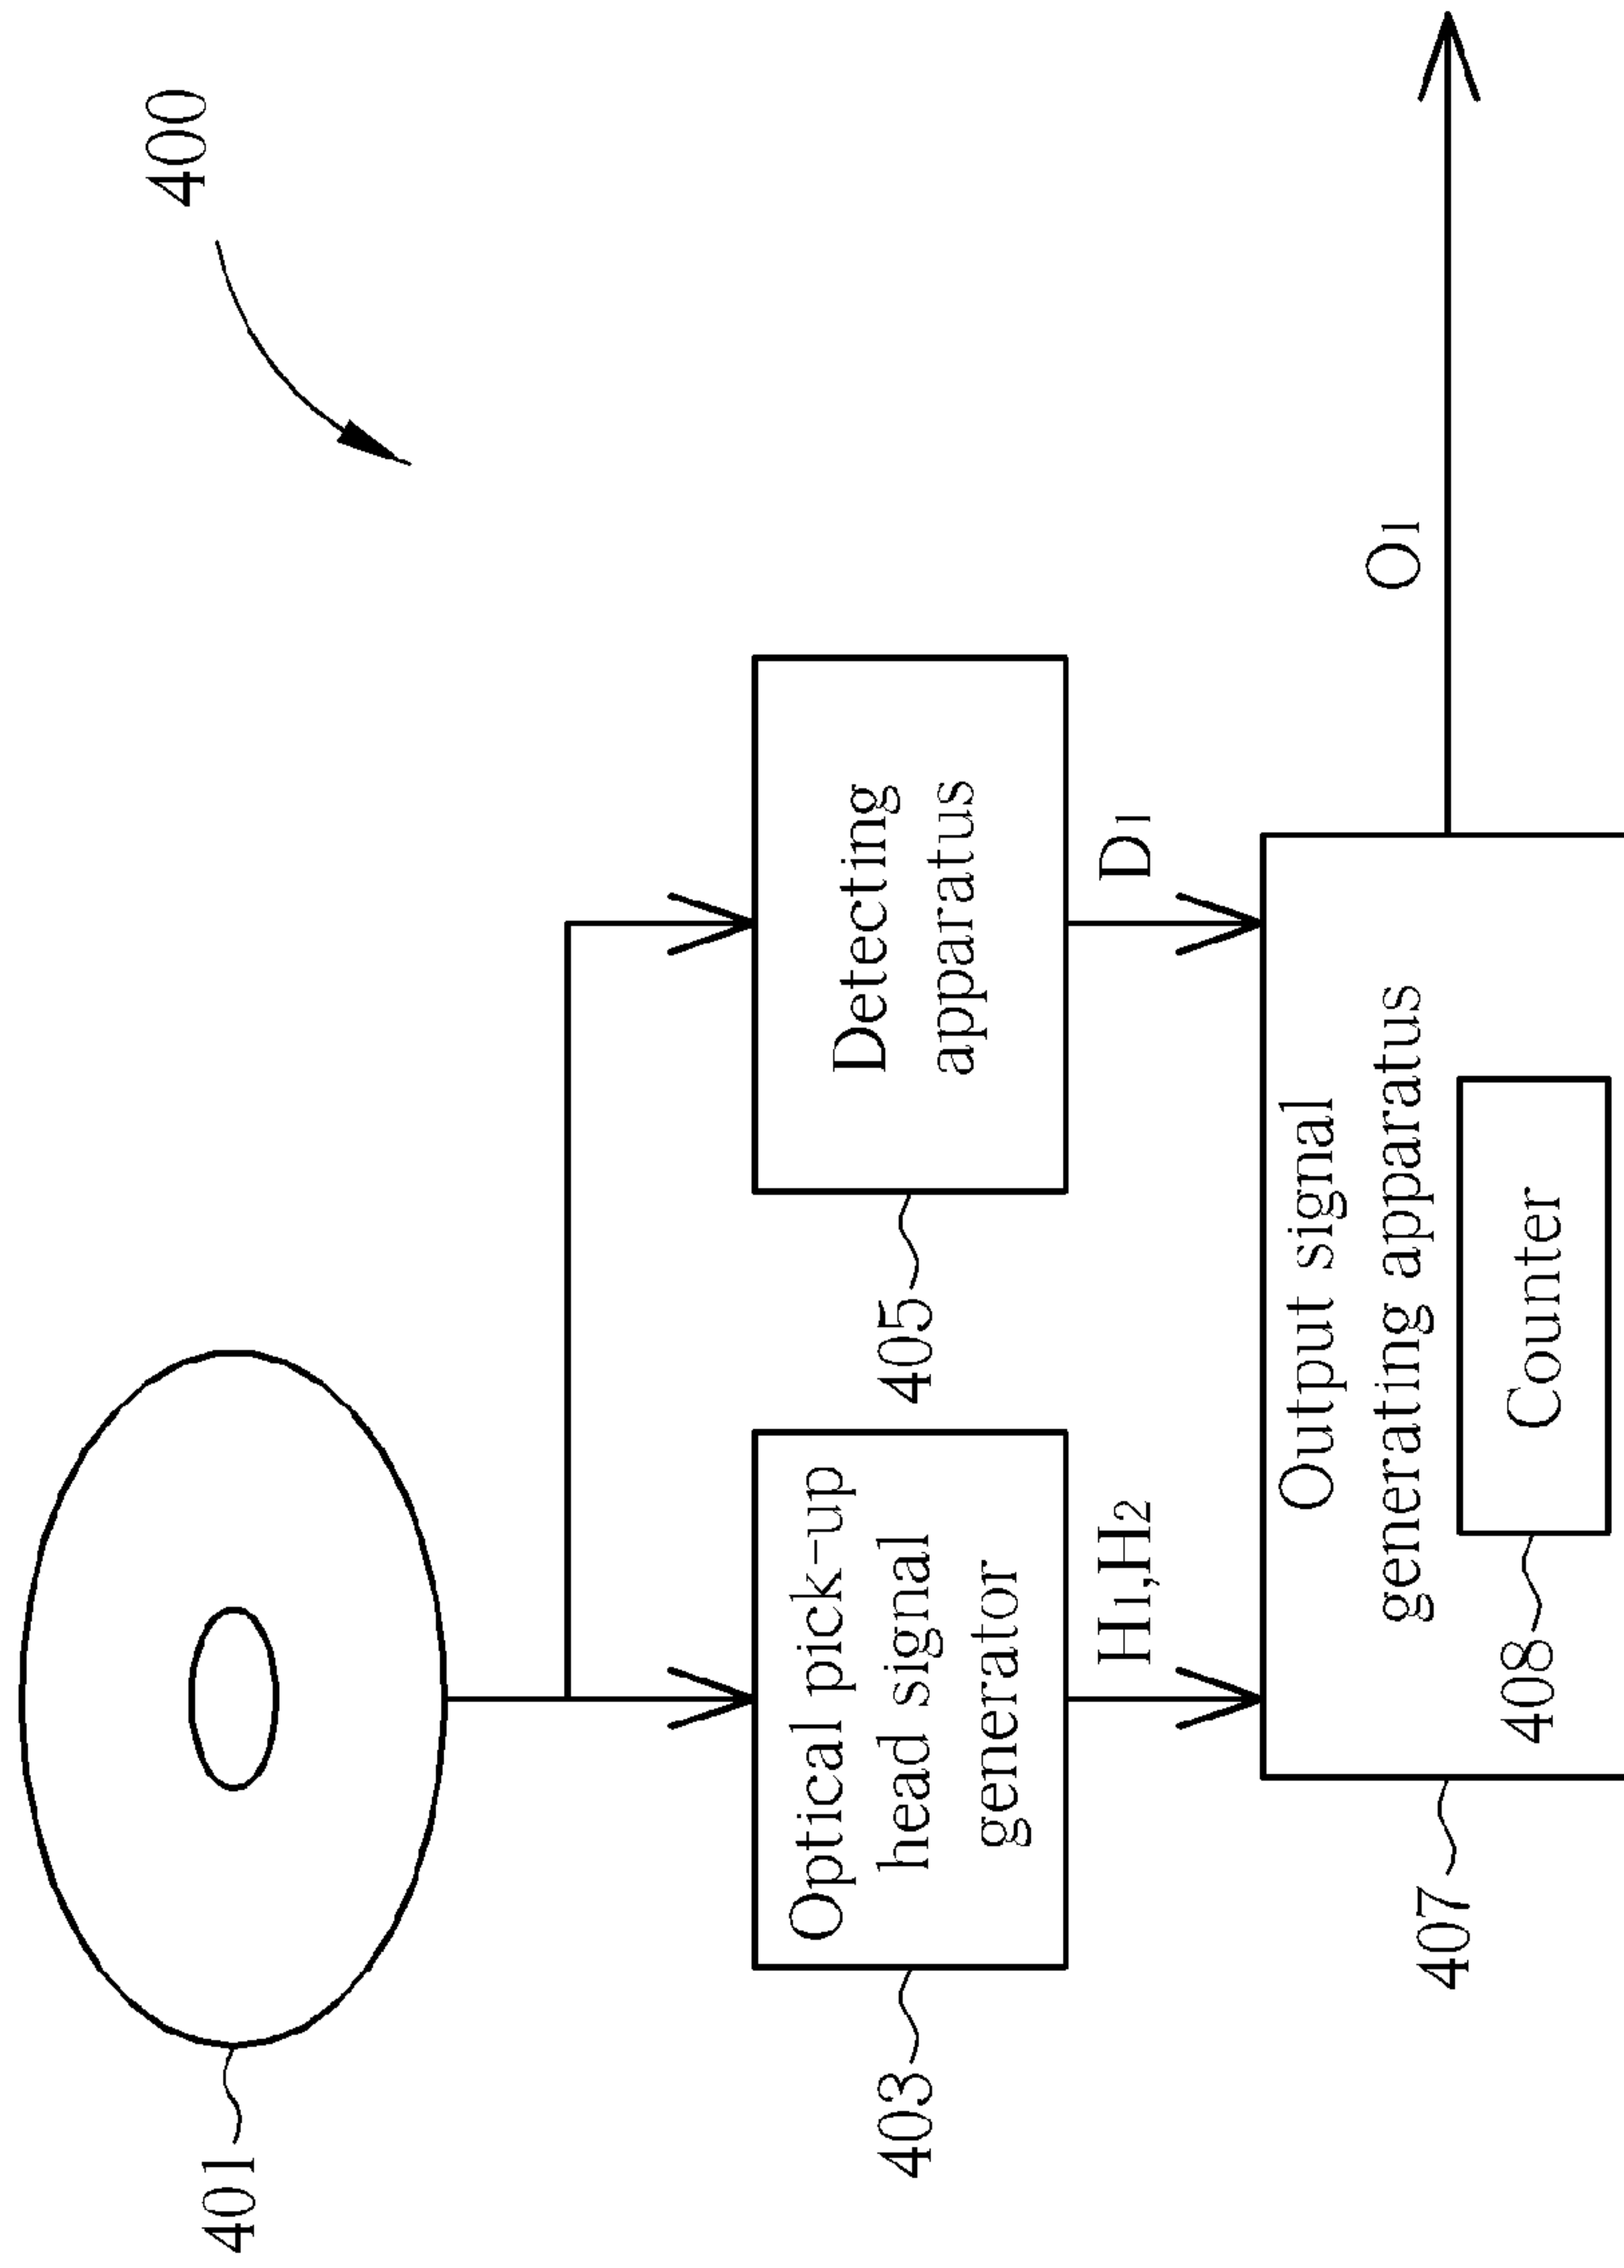 400
401
Optical pick-up
head signal
generator
403
Detecting
apparatus
405
H1,H2
D1
Output signal
generating apparatus
Counter
408
407
O1